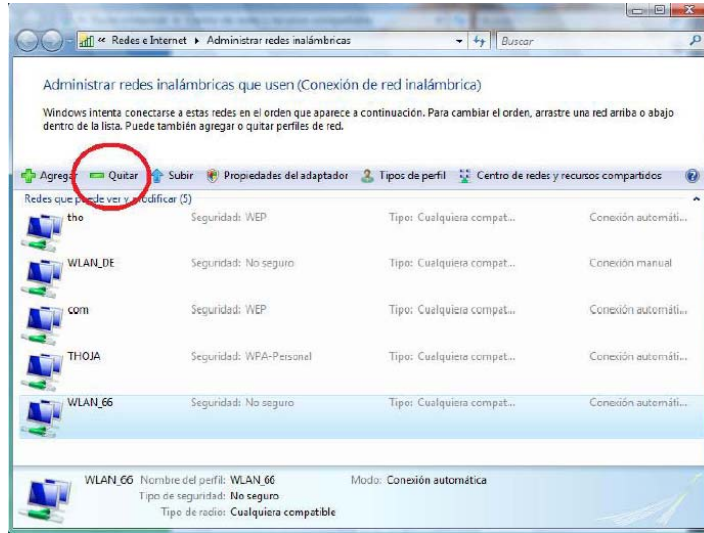 « Redes e Internet ▸ Administrar redes inalámbricas
Buscar
Administrar redes inalámbricas que usen (Conexión de red inalámbrica)
Windows intenta conectarse a estas redes en el orden que aparece a continuación. Para cambiar el orden, arrastre una red arriba o abajo
dentro de la lista. Puede también agregar o quitar perfiles de red.
Agregar Quitar Subir Propiedades del adaptador Tipos de perfil Centro de redes y recursos compartidos
Redes que puede ver y modificar (5)
tho Seguridad: WEP Tipo: Cualquiera compat... Conexión automáti...
WLAN_DE Seguridad: No seguro Tipo: Cualquiera compat... Conexión manual
com Seguridad: WEP Tipo: Cualquiera compat... Conexión automáti...
THOJA Seguridad: WPA-Personal Tipo: Cualquiera compat... Conexión automáti...
WLAN_66 Seguridad: No seguro Tipo: Cualquiera compat... Conexión automáti...
WLAN_66 Nombre del perfil: WLAN_66 Modo: Conexión automática
Tipo de seguridad: No seguro
Tipo de radio: Cualquiera compatible